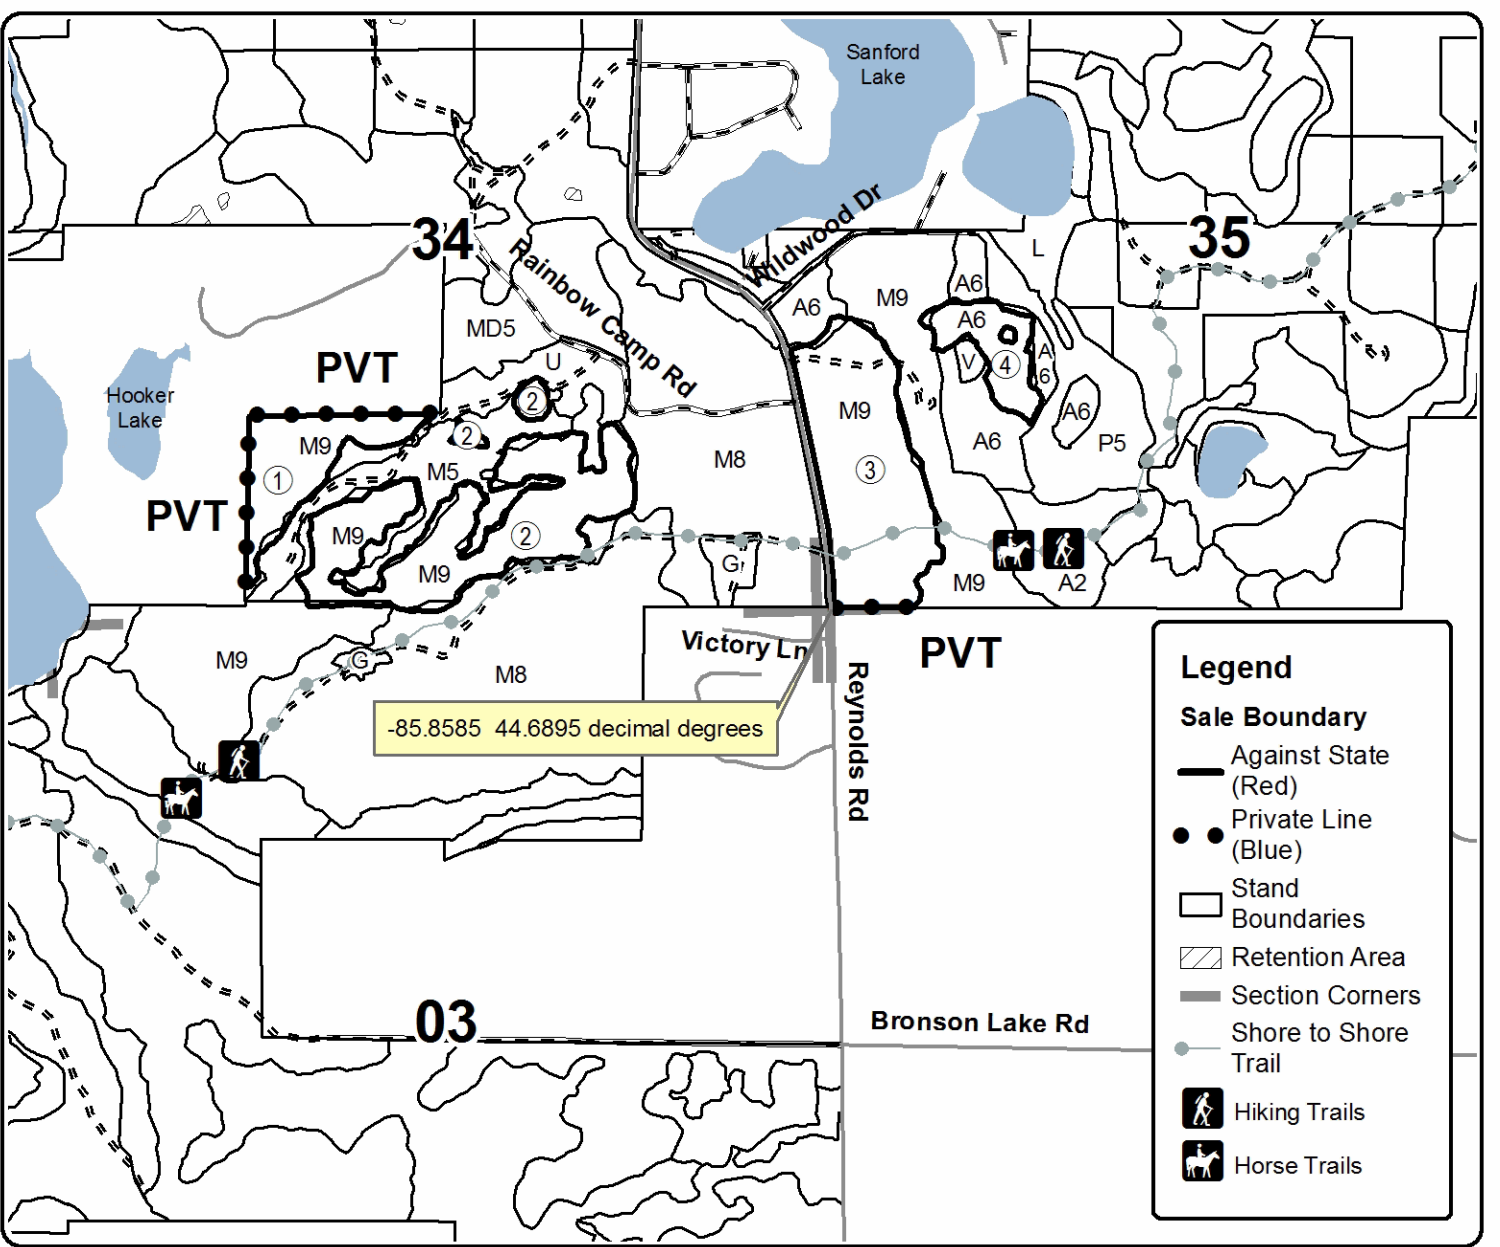 Sanford
Lake
Wildwood Dr
34
35
L
Rainbow Camp Rd
A6
M9
A6
A6
MD5
PVT
U
V
4
A
6
Hooker
Lake
2
M9
A6
M9
2
A6
P5
1
M5
M8
3
PVT
M9
2
G
M9
M9
A2
Victory Ln
PVT
M9
G
M8
-85.8585 44.6895 decimal degrees
Reynolds Rd
03
Bronson Lake Rd
Legend
Sale Boundary
Against State
(Red)
Private Line
(Blue)
Stand
Boundaries
Retention Area
Section Corners
Shore to Shore
Trail
Hiking Trails
Horse Trails